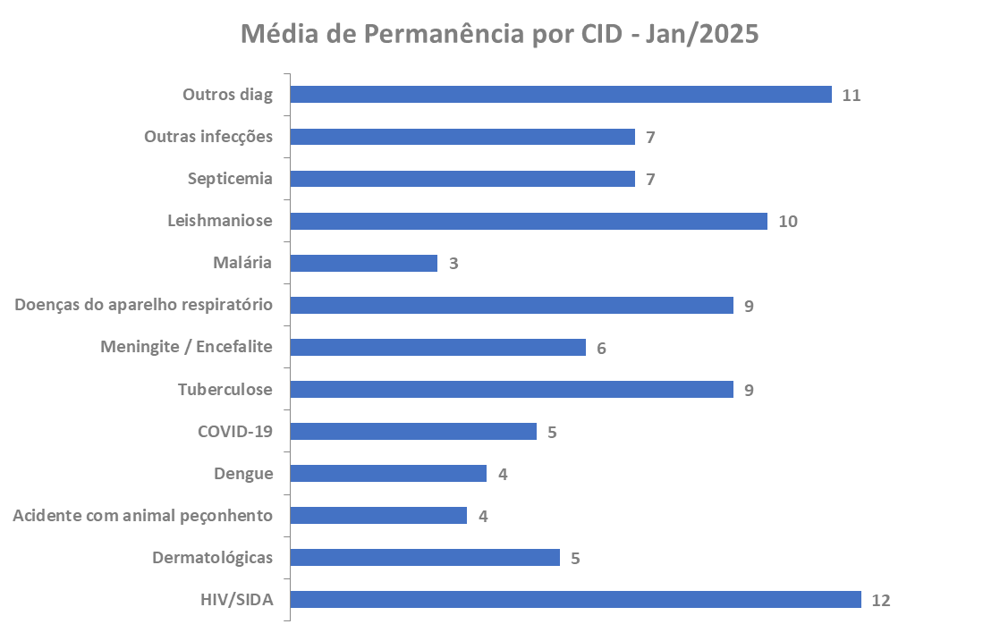 Média de Permanência por CID - Jan/2025
Outros diag 11
Outras infecções 7
Septicemia 7
Leishmaniose 10
Malária 3
Doenças do aparelho respiratório 9
Meningite / Encefalite 6
Tuberculose 9
COVID-19 5
Dengue 4
Acidente com animal peçonhento 4
Dermatológicas 5
HIV/SIDA 12